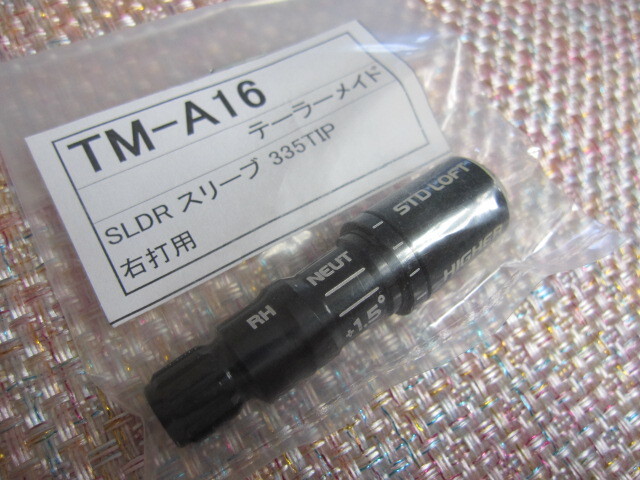 TM-A16
テーラーメイド
SLDR スリーブ 335TIP
右打用
STD LOFT
HIGHER
NEUT
±1.5°
RH